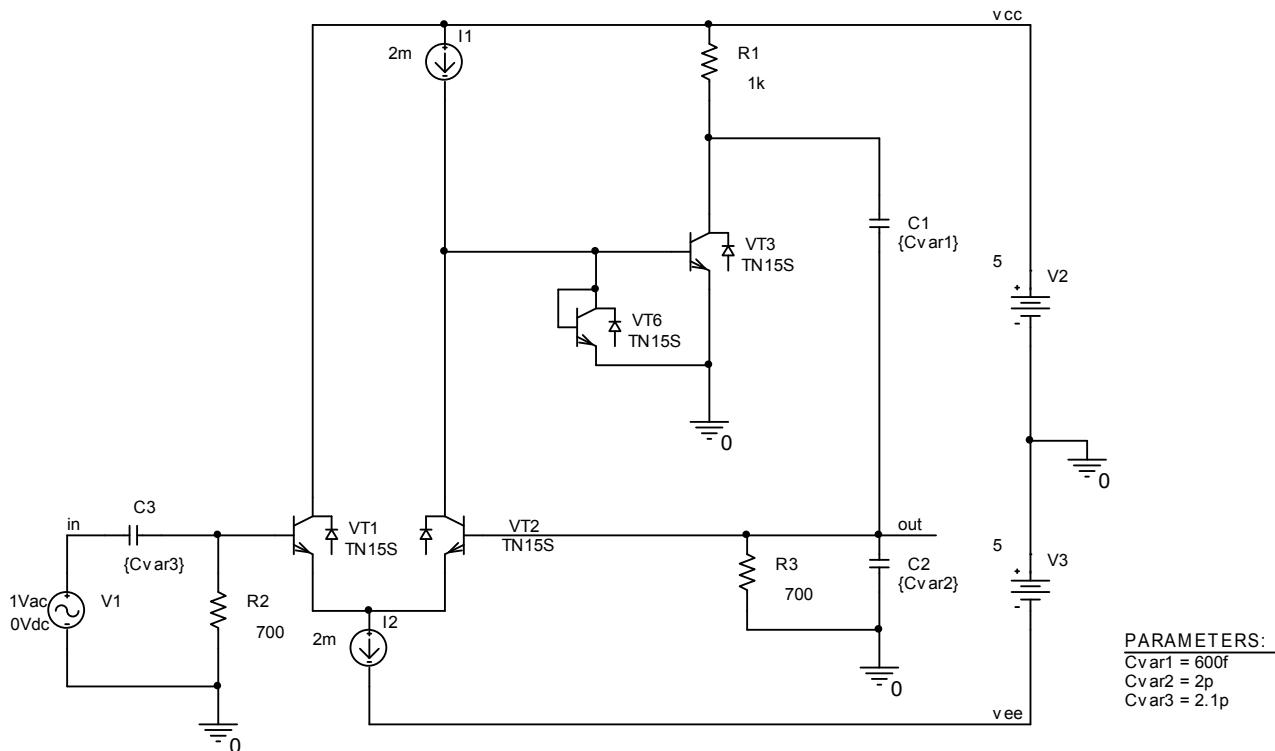 vcc
I1
2m
R1
1k
C1
{Cvar1}
VT3
TN15S
5
V2
+
-
VT6
TN15S
0
0
in
C3
{Cvar3}
VT1
TN15S
VT2
TN15S
out
1Vac
0Vdc
V1
R2
700
I2
2m
R3
700
C2
{Cvar2}
5
V3
+
-
0
0
vee
PARAMETERS:
Cvar1 = 600f
Cvar2 = 2p
Cvar3 = 2.1p